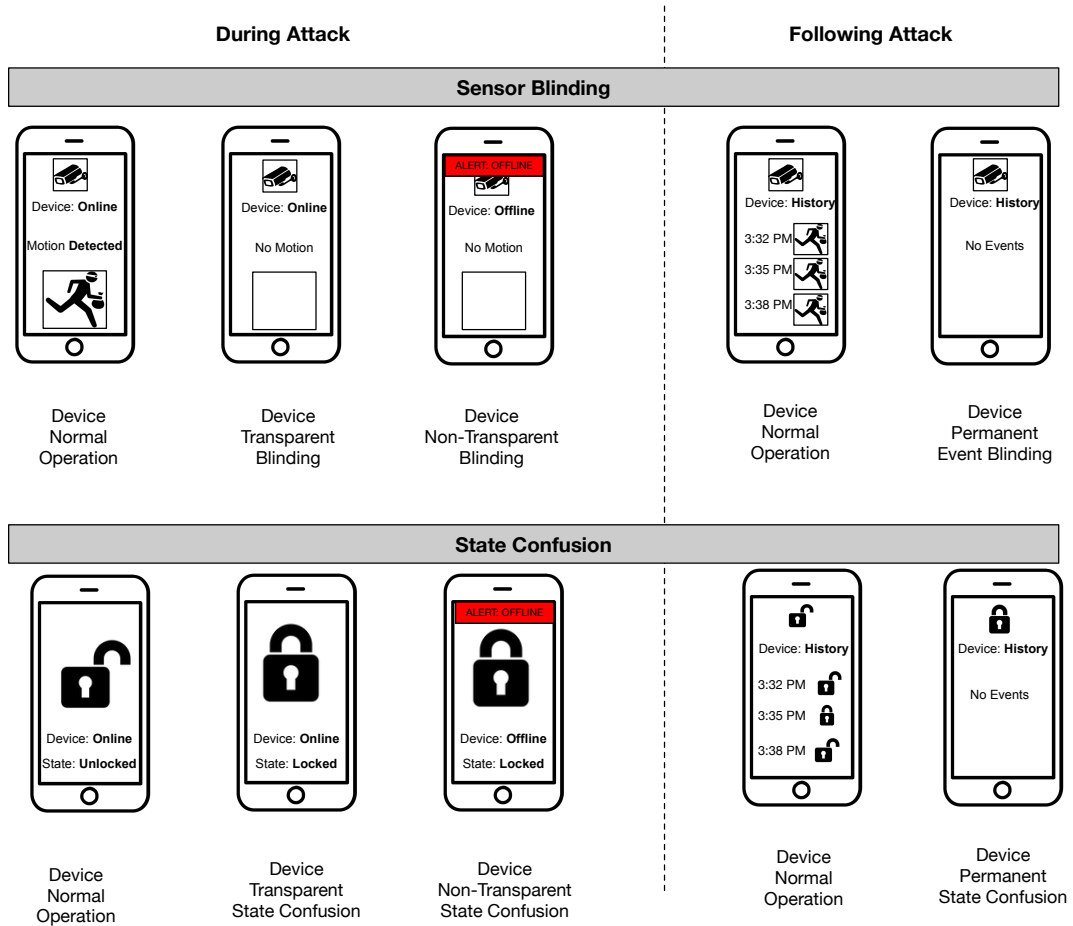 During Attack
Following Attack
Sensor Blinding
Device: Online
Motion Detected
Device: Online
No Motion
ALERT: OFFLINE
Device: Offline
No Motion
Device: History
3:32 PM
3:35 PM
3:38 PM
Device: History
No Events
Device
Normal
Operation
Device
Transparent
Blinding
Device
Non-Transparent
Blinding
Device
Normal
Operation
Device
Permanent
Event Blinding
State Confusion
Device: Online
State: Unlocked
Device: Online
State: Locked
ALERT: OFFLINE
Device: Offline
State: Locked
Device: History
3:32 PM
3:35 PM
3:38 PM
Device: History
No Events
Device
Normal
Operation
Device
Transparent
State Confusion
Device
Non-Transparent
State Confusion
Device
Normal
Operation
Device
Permanent
State Confusion